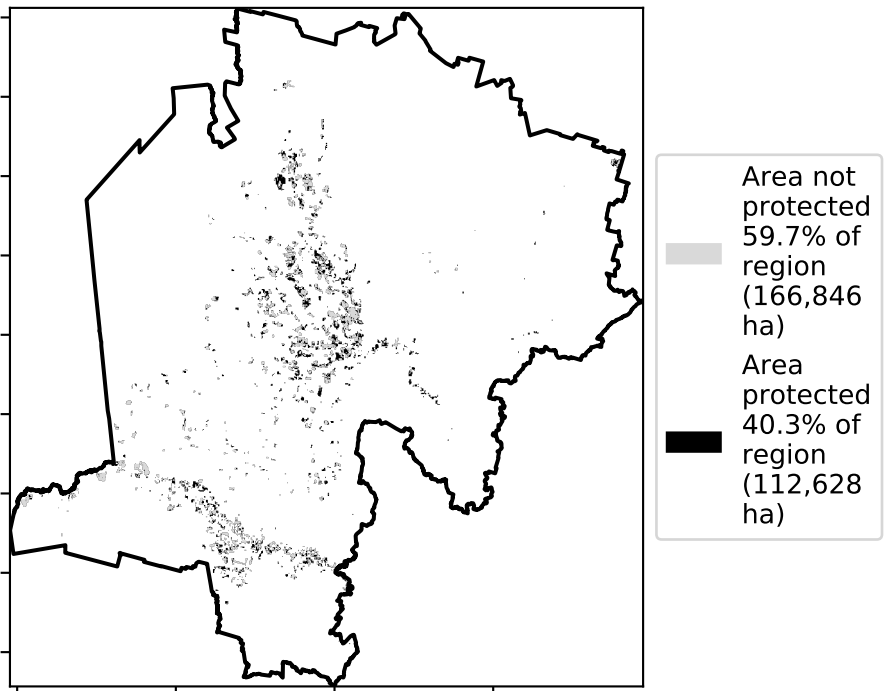 Area not
protected
59.7% of
region
(166,846
ha)
Area
protected
40.3% of
region
(112,628
ha)